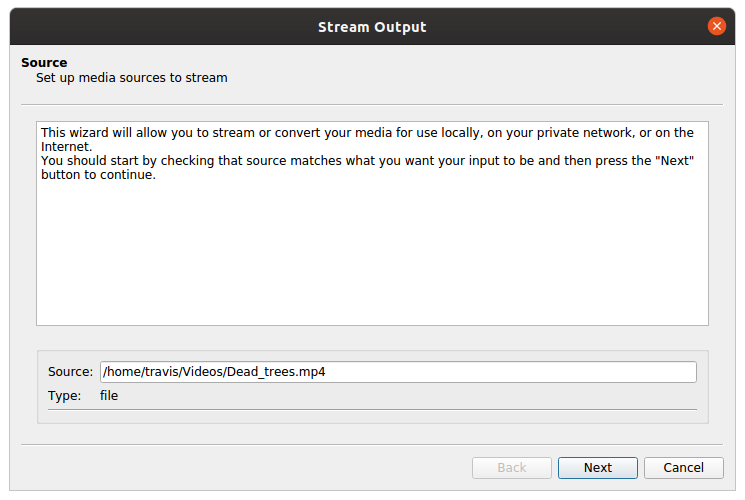 Stream Output
Source
Set up media sources to stream
This wizard will allow you to stream or convert your media for use locally, on your private network, or on the
Internet.
You should start by checking that source matches what you want your input to be and then press the "Next"
button to continue.
Source: /home/travis/Videos/Dead_trees.mp4
Type: file
Back Next Cancel